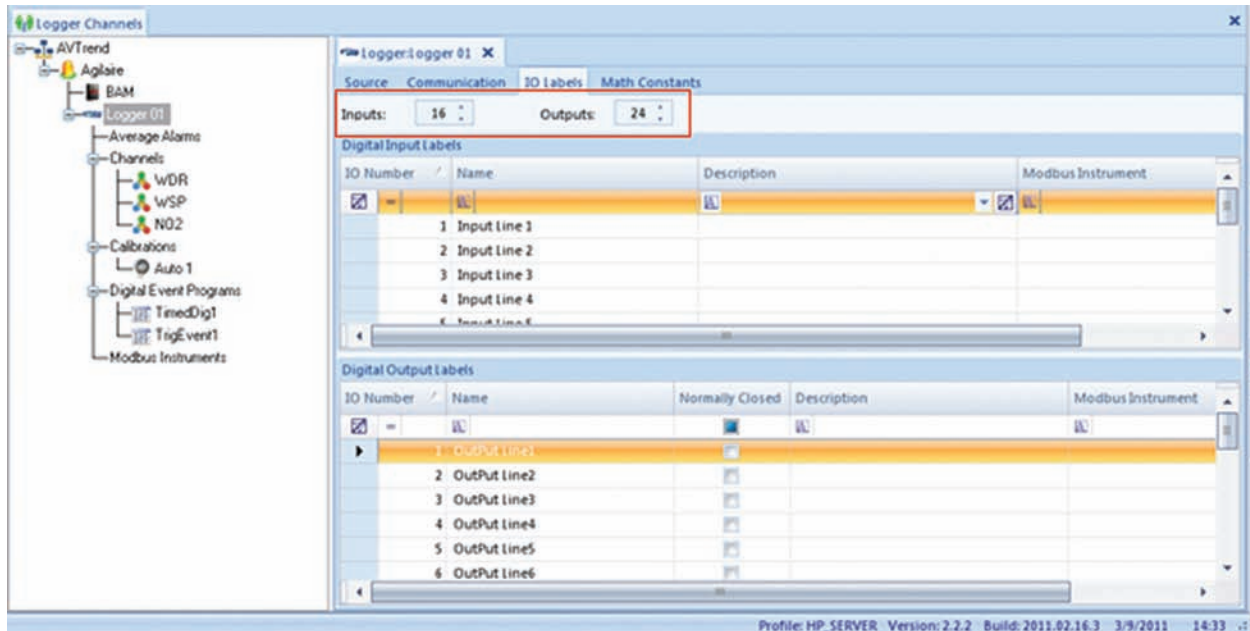 Logger Channels
AVTrend
Aglaire
BAM
Logger 01
Average Alarms
Channels
WDR
WSP
NO2
Calibrations
Auto 1
Digital Event Programs
TimedDig1
TrigEvent1
Modbus Instruments
Logger:Logger 01
Source Communication IO Labels Math Constants
Inputs: 16 Outputs: 24
Digital Input Labels
IO Number Name Description Modbus Instrument
=
1 Input Line 1
2 Input Line 2
3 Input Line 3
4 Input Line 4
5 Input Line 5
Digital Output Labels
IO Number Name Normally Closed Description Modbus Instrument
=
1 OutPut Line1
2 OutPut Line2
3 OutPut Line3
4 OutPut Line4
5 OutPut Line5
6 OutPut Line6
Profile: HP_SERVER Version: 2.2.2 Build: 2011.02.16.3 3/9/2011 14:33